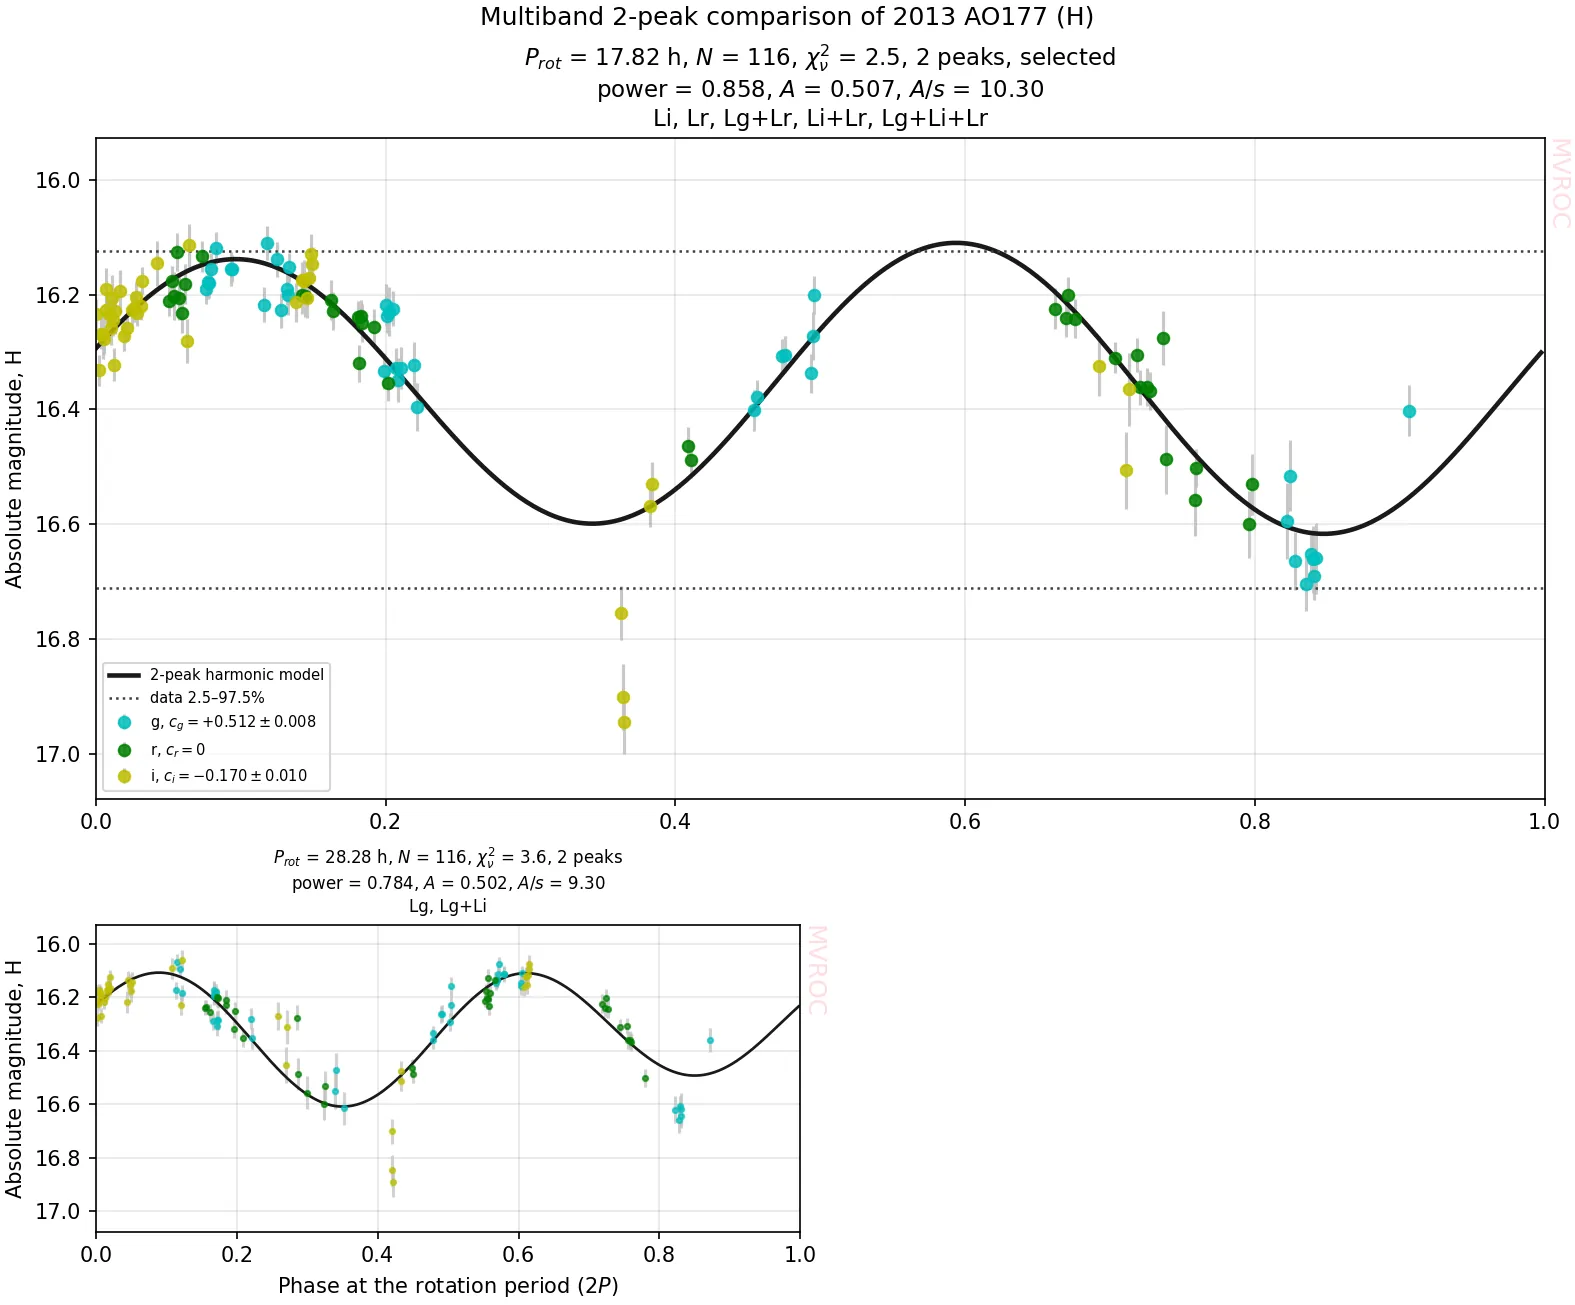 Multiband 2-peak comparison of 2013 AO177 (H)
P_rot = 17.82 h, N = 116, χ²_ν = 2.5, 2 peaks, selected
power = 0.858, A = 0.507, A/s = 10.30
Li, Lr, Lg+Lr, Li+Lr, Lg+Li+Lr
MVROC
Absolute magnitude, H
16.0
16.2
16.4
16.6
16.8
17.0
2-peak harmonic model
data 2.5–97.5%
g, c_g = +0.512 ± 0.008
r, c_r = 0
i, c_i = −0.170 ± 0.010
0.0 0.2 0.4 0.6 0.8 1.0
P_rot = 28.28 h, N = 116, χ²_ν = 3.6, 2 peaks
power = 0.784, A = 0.502, A/s = 9.30
Lg, Lg+Li
MVROC
Absolute magnitude, H
16.0
16.2
16.4
16.6
16.8
17.0
0.0 0.2 0.4 0.6 0.8 1.0
Phase at the rotation period (2P)